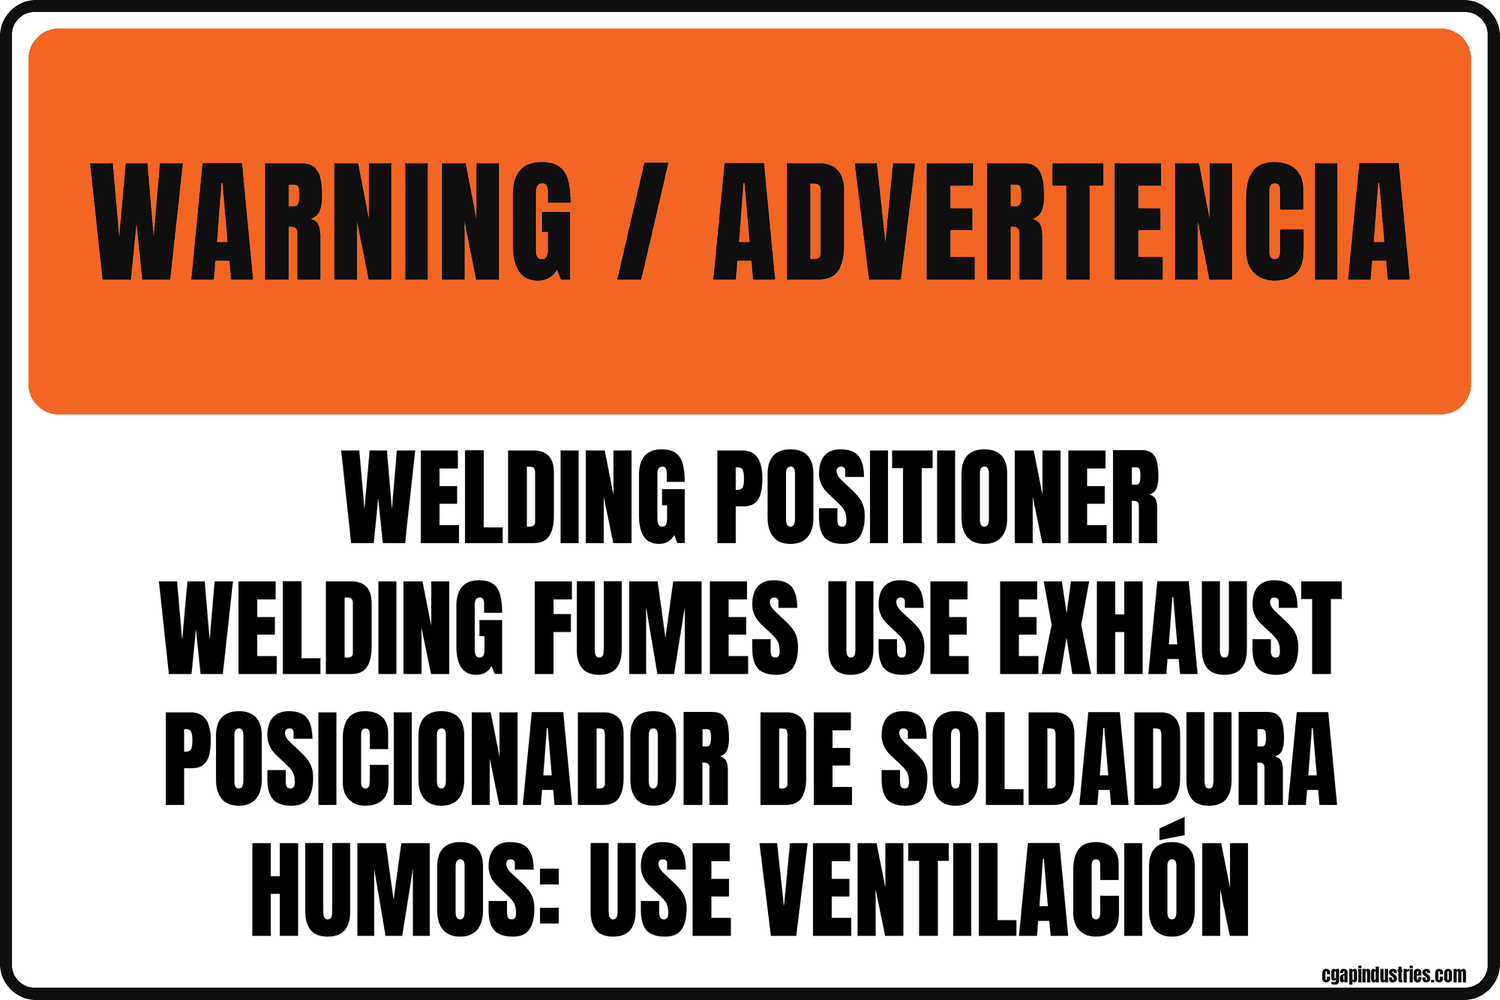 WARNING / ADVERTENCIA
WELDING POSITIONER
WELDING FUMES USE EXHAUST
POSICIONADOR DE SOLDADURA
HUMOS: USE VENTILACIÓN
cgapindustries.com